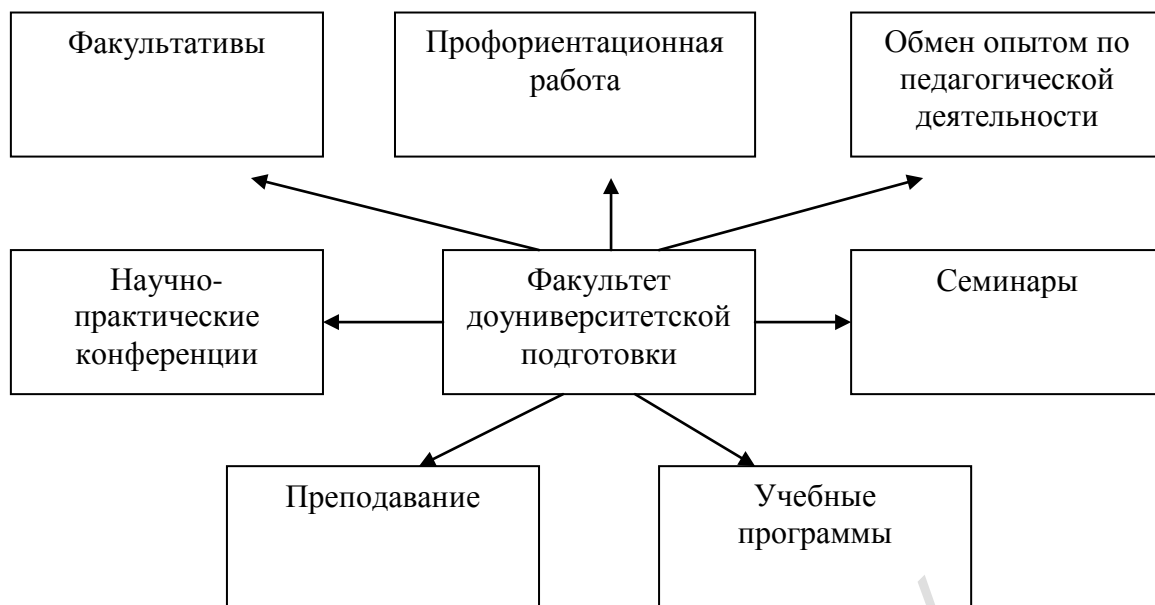 Факультативы
Профориентационная
работа
Обмен опытом по
педагогической
деятельности
Научно-
практические
конференции
Факультет
доуниверситетской
подготовки
Семинары
Преподавание
Учебные
программы